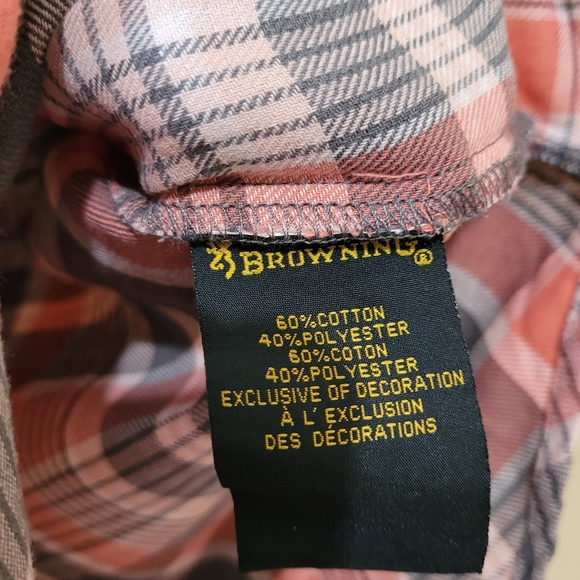 BROWNING®
60%COTTON
40%POLYESTER
60%COTON
40%POLYESTER
EXCLUSIVE OF DECORATION
À L'EXCLUSION
DES DÉCORATIONS